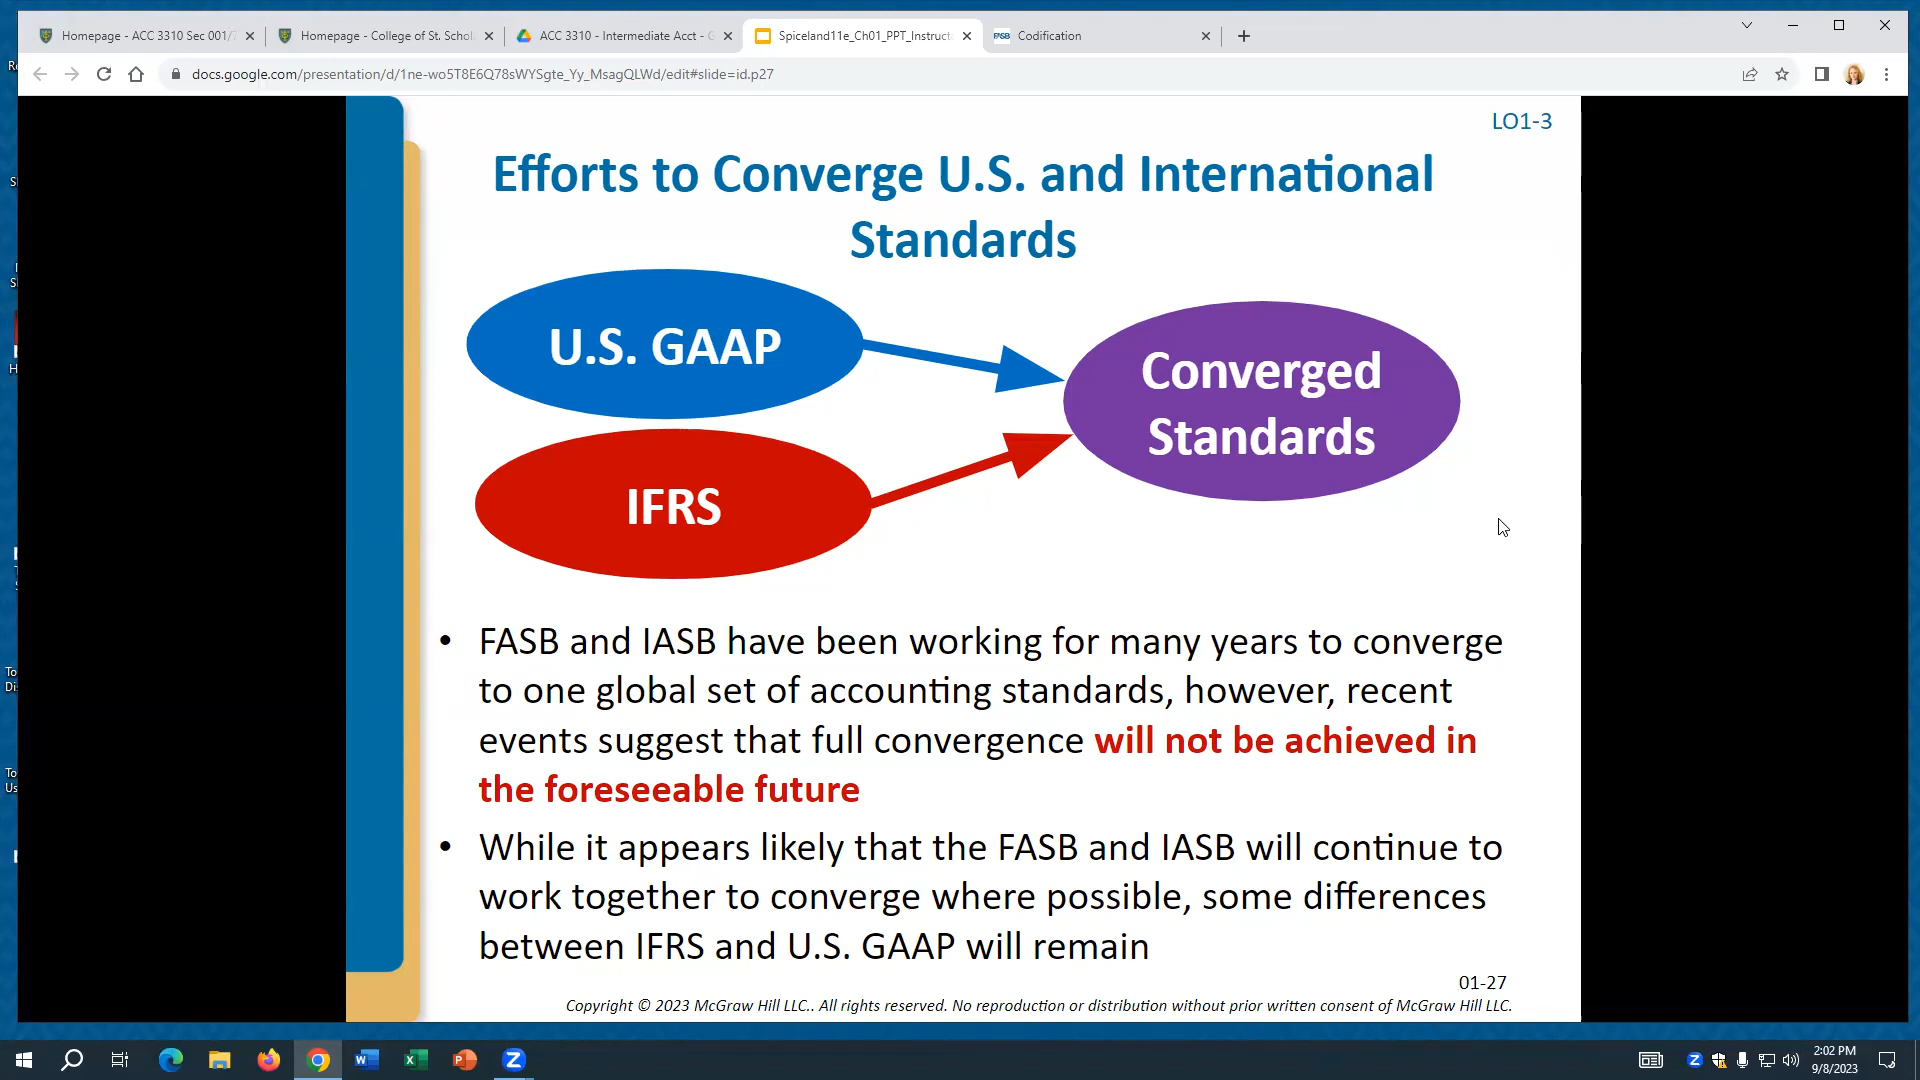 Homepage - ACC 3310 Sec 001/
Homepage - College of St. Schol
ACC 3310 - Intermediate Acct - G
Spiceland11e_Ch01_PPT_Instruct
FASB Codification
docs.google.com/presentation/d/1ne-wo5T8E6Q78sWYSgte_Yy_MsagQLWd/edit#slide=id.p27
LO1-3
Efforts to Converge U.S. and International
Standards
U.S. GAAP
IFRS
Converged
Standards
• FASB and IASB have been working for many years to converge
to one global set of accounting standards, however, recent
events suggest that full convergence will not be achieved in
the foreseeable future
• While it appears likely that the FASB and IASB will continue to
work together to converge where possible, some differences
between IFRS and U.S. GAAP will remain
01-27
Copyright © 2023 McGraw Hill LLC.. All rights reserved. No reproduction or distribution without prior written consent of McGraw Hill LLC.
2:02 PM
9/8/2023